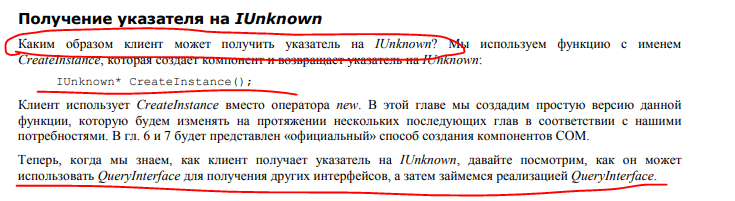 Получение указателя на IUnknown
Каким образом клиент может получить указатель на IUnknown? Мы используем функцию с именем
CreateInstance, которая создает компонент и возвращает указатель на IUnknown:
IUnknown* CreateInstance();
Клиент использует CreateInstance вместо оператора new. В этой главе мы создадим простую версию данной
функции, которую будем изменять на протяжении нескольких последующих глав в соответствии с нашими
потребностями. В гл. 6 и 7 будет представлен «официальный» способ создания компонентов COM.
Теперь, когда мы знаем, как клиент получает указатель на IUnknown, давайте посмотрим, как он может
использовать QueryInterface для получения других интерфейсов, а затем займемся реализацией QueryInterface.